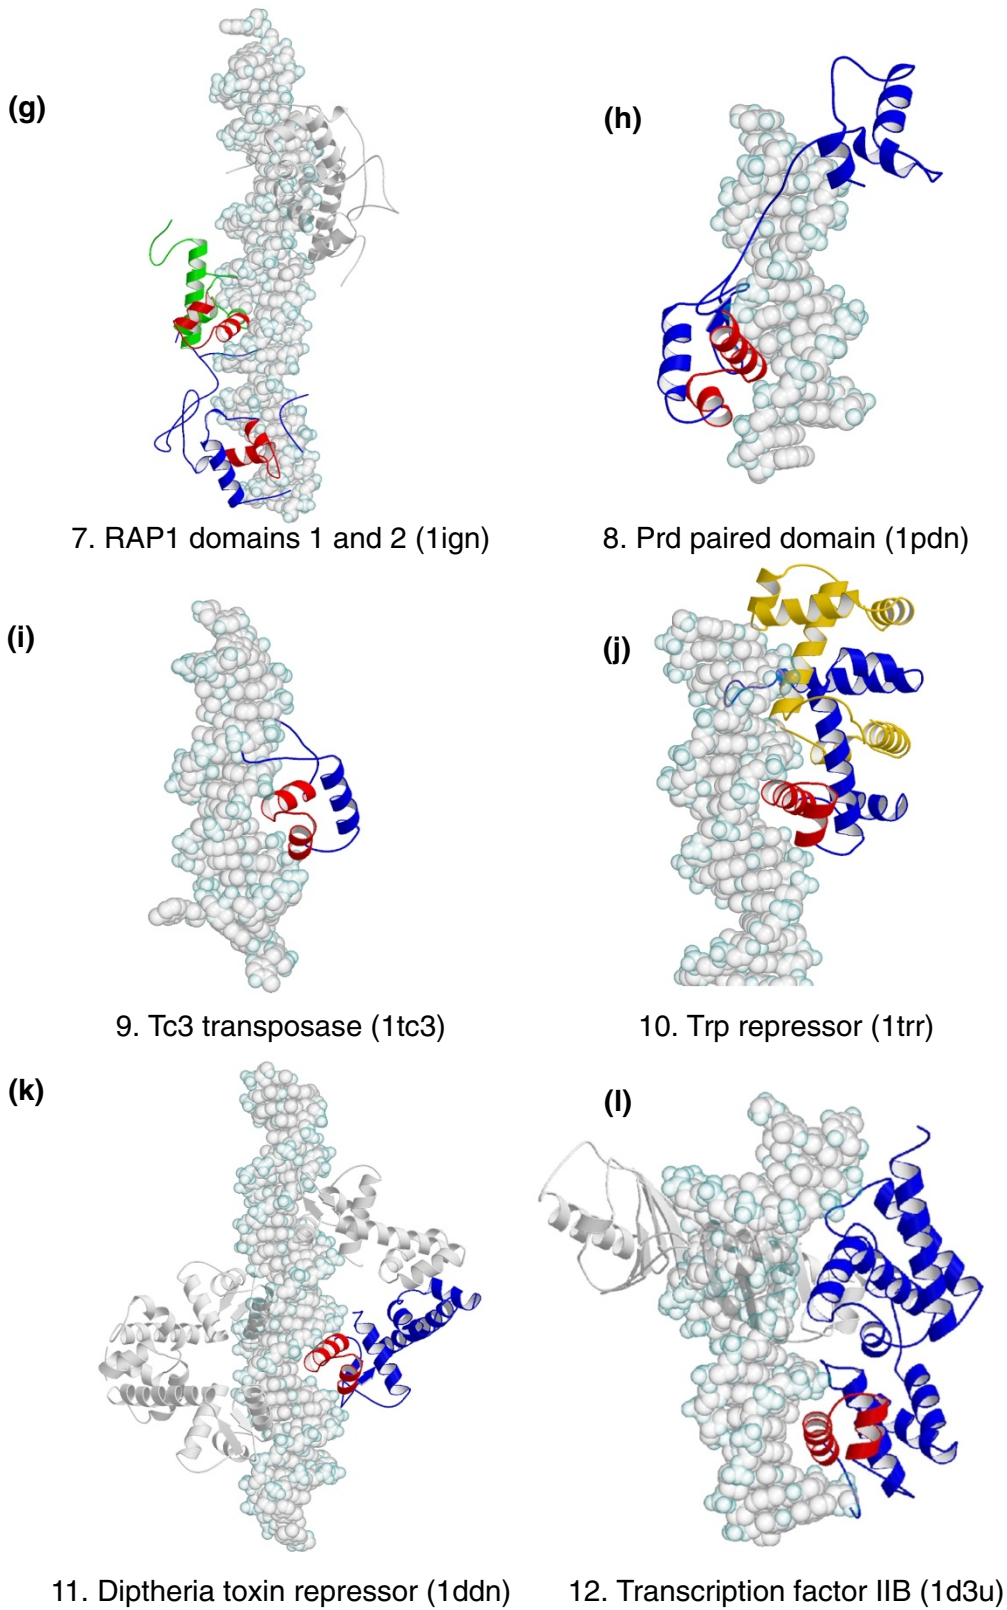 (g)
(h)
7. RAP1 domains 1 and 2 (1ign)
8. Prd paired domain (1pdn)
(i)
(j)
9. Tc3 transposase (1tc3)
10. Trp repressor (1trr)
(k)
(l)
11. Diptheria toxin repressor (1ddn)
12. Transcription factor IIB (1d3u)